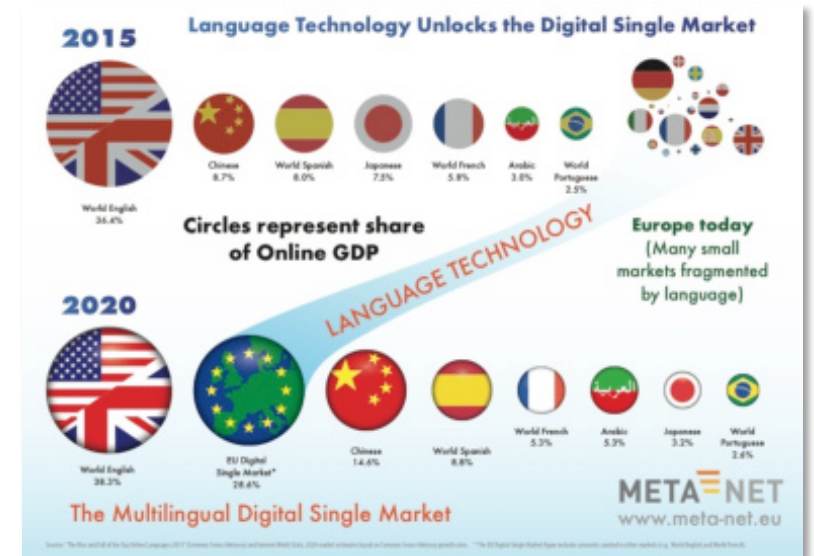 Language Technology Unlocks the Digital Single Market
2015
Chinese
8.7%
World Spanish
8.0%
Japanese
7.5%
World French
5.8%
Arabic
3.0%
World
Portuguese
2.5%
World English
36.4%
العربية
Circles represent share
of Online GDP
LANGUAGE TECHNOLOGY
Europe today
(Many small
markets fragmented
by language)
2020
العربية
World English
38.3%
EU Digital
Single Market*
28.6%
Chinese
14.6%
World Spanish
8.8%
World French
5.3%
Arabic
5.3%
Japanese
3.2%
World
Portuguese
2.6%
The Multilingual Digital Single Market
META NET
www.meta-net.eu